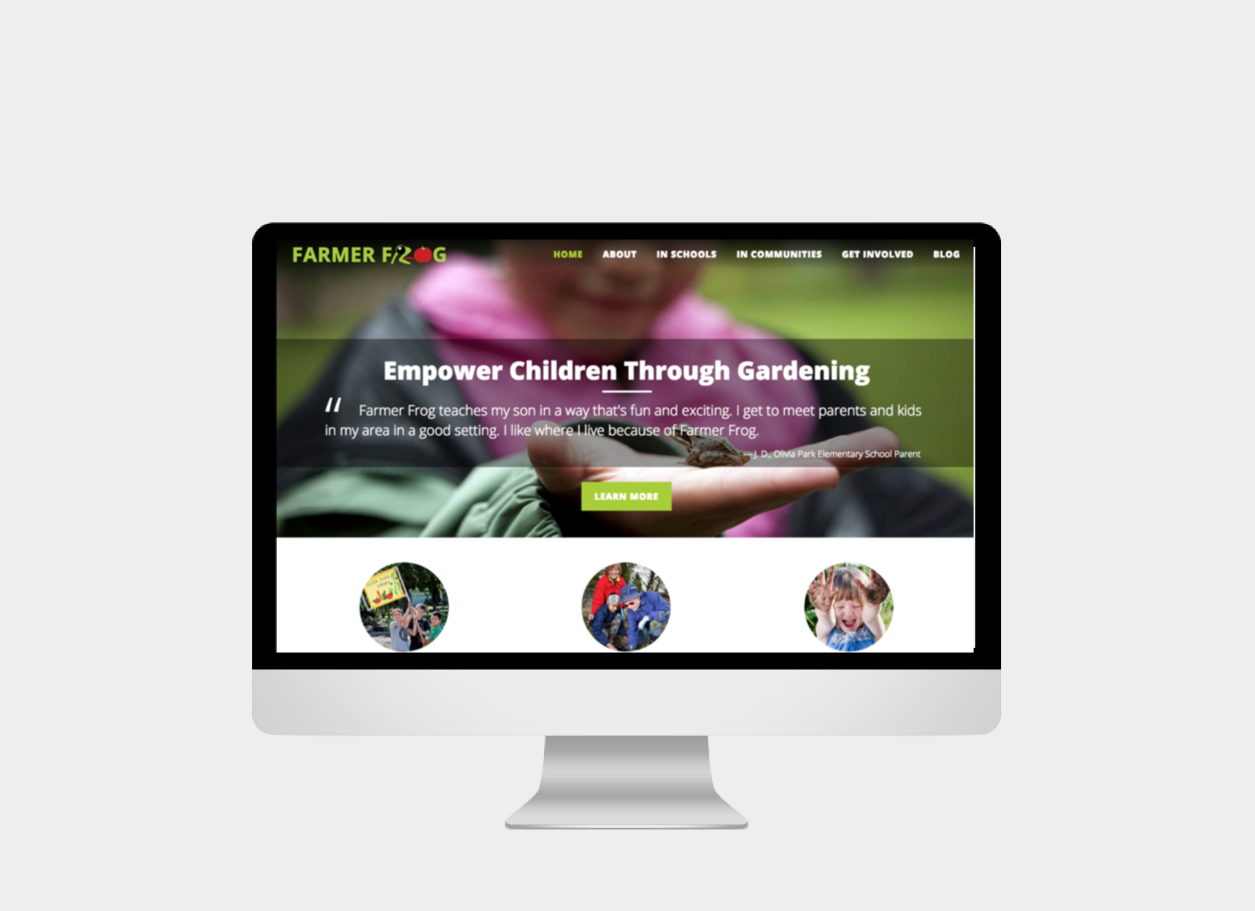 FARMER FROG
HOME ABOUT IN SCHOOLS IN COMMUNITIES GET INVOLVED BLOG
Empower Children Through Gardening
“ Farmer Frog teaches my son in a way that's fun and exciting. I get to meet parents and kids
in my area in a good setting. I like where I live because of Farmer Frog.
— J. D., Olivia Park Elementary School Parent
LEARN MORE